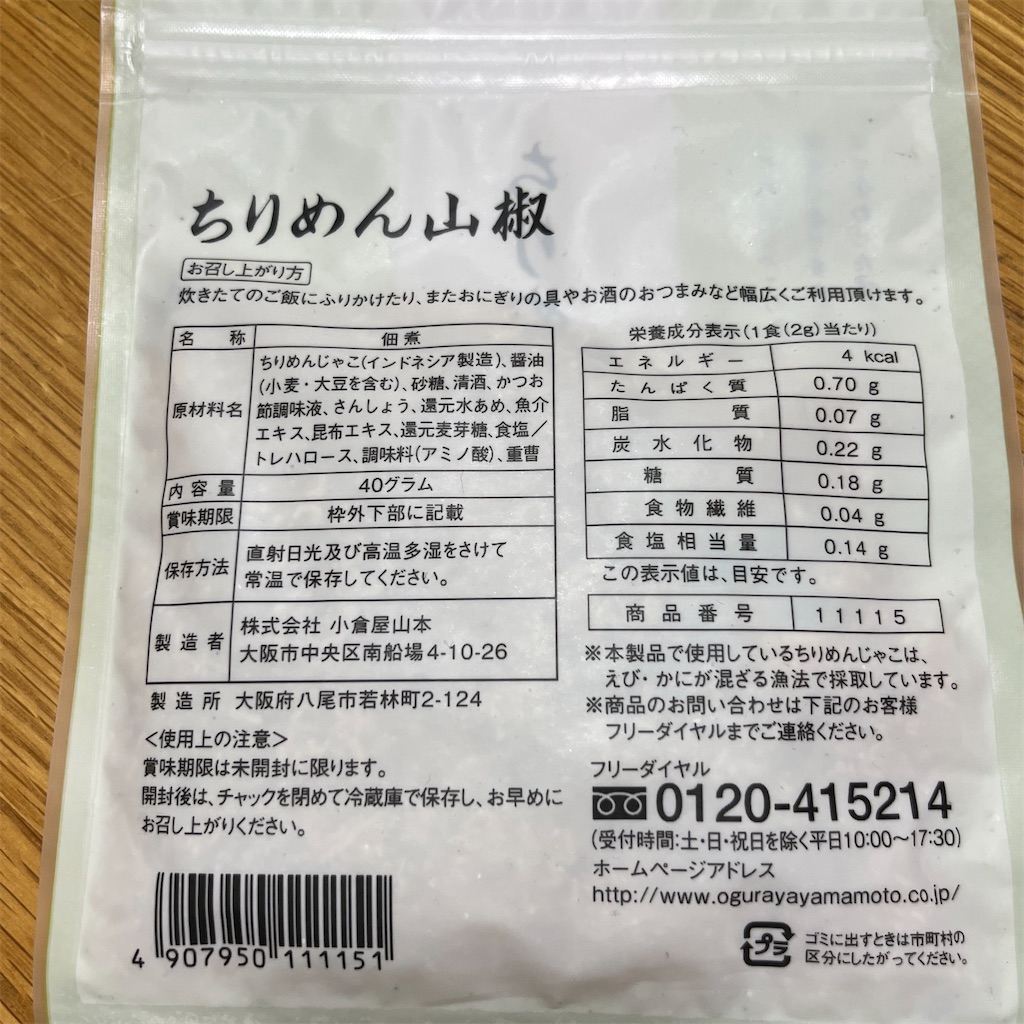 ちりめん山椒
お召し上がり方
炊きたてのご飯にふりかけたり、またおにぎりの具やお酒のおつまみなど幅広くご利用頂けます。
名称 佃煮
原材料名 ちりめんじゃこ(インドネシア製造)、醤油
(小麦・大豆を含む)、砂糖、清酒、かつお
節調味液、さんしょう、還元水あめ、魚介
エキス、昆布エキス、還元麦芽糖、食塩／
トレハロース、調味料(アミノ酸)、重曹
内容量 40グラム
賞味期限 枠外下部に記載
保存方法 直射日光及び高温多湿をさけて
常温で保存してください。
製造者 株式会社 小倉屋山本
大阪市中央区南船場4-10-26
製造所 大阪府八尾市若林町2-124
＜使用上の注意＞
賞味期限は未開封に限ります。
開封後は、チャックを閉めて冷蔵庫で保存し、お早めに
お召し上がりください。
4 907950 111151
栄養成分表示(1食(2g)当たり)
エネルギー 4 kcal
たんぱく質 0.70 g
脂質 0.07 g
炭水化物 0.22 g
糖質 0.18 g
食物繊維 0.04 g
食塩相当量 0.14 g
この表示値は、目安です。
商品番号 11115
※本製品で使用しているちりめんじゃこは、
えび・かにが混ざる漁法で採取しています。
※商品のお問い合わせは下記のお客様
フリーダイヤルまでご連絡ください。
フリーダイヤル
0120-415214
(受付時間:土・日・祝日を除く平日10:00〜17:30)
ホームページアドレス
http://www.ogurayayamamoto.co.jp/
プラ
ゴミに出すときは市町村の
区分にしたがってください。